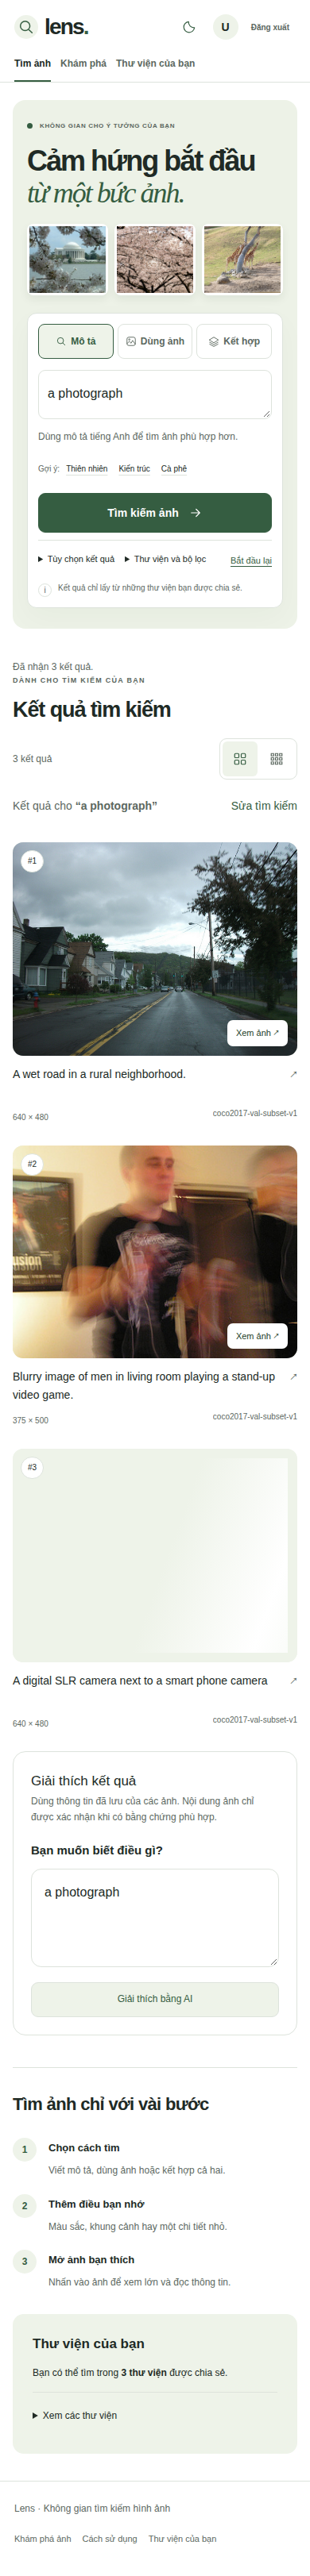 lens.
U
Đăng xuất
Tìm ảnh
Khám phá
Thư viện của bạn
KHÔNG GIAN CHO Ý TƯỞNG CỦA BẠN
Cảm hứng bắt đầu
từ một bức ảnh.
Mô tả
Dùng ảnh
Kết hợp
a photograph
Dùng mô tả tiếng Anh để tìm ảnh phù hợp hơn.
Gợi ý: Thiên nhiên Kiến trúc Cà phê
Tìm kiếm ảnh →
▶ Tùy chọn kết quả
▶ Thư viện và bộ lọc
Bắt đầu lại
i Kết quả chỉ lấy từ những thư viện bạn được chia sẻ.
Đã nhận 3 kết quả.
DÀNH CHO TÌM KIẾM CỦA BẠN
Kết quả tìm kiếm
3 kết quả
Kết quả cho “a photograph”
Sửa tìm kiếm
#1
Xem ảnh ↗
A wet road in a rural neighborhood. ↗
640 × 480
coco2017-val-subset-v1
#2
usion
Xem ảnh ↗
Blurry image of men in living room playing a stand-up ↗
video game.
375 × 500
coco2017-val-subset-v1
#3
A digital SLR camera next to a smart phone camera ↗
640 × 480
coco2017-val-subset-v1
Giải thích kết quả
Dùng thông tin đã lưu của các ảnh. Nội dung ảnh chỉ
được xác nhận khi có bằng chứng phù hợp.
Bạn muốn biết điều gì?
a photograph
Giải thích bằng AI
Tìm ảnh chỉ với vài bước
1 Chọn cách tìm
Viết mô tả, dùng ảnh hoặc kết hợp cả hai.
2 Thêm điều bạn nhớ
Màu sắc, khung cảnh hay một chi tiết nhỏ.
3 Mở ảnh bạn thích
Nhấn vào ảnh để xem lớn và đọc thông tin.
Thư viện của bạn
Bạn có thể tìm trong 3 thư viện được chia sẻ.
▶ Xem các thư viện
Lens · Không gian tìm kiếm hình ảnh
Khám phá ảnh
Cách sử dụng
Thư viện của bạn